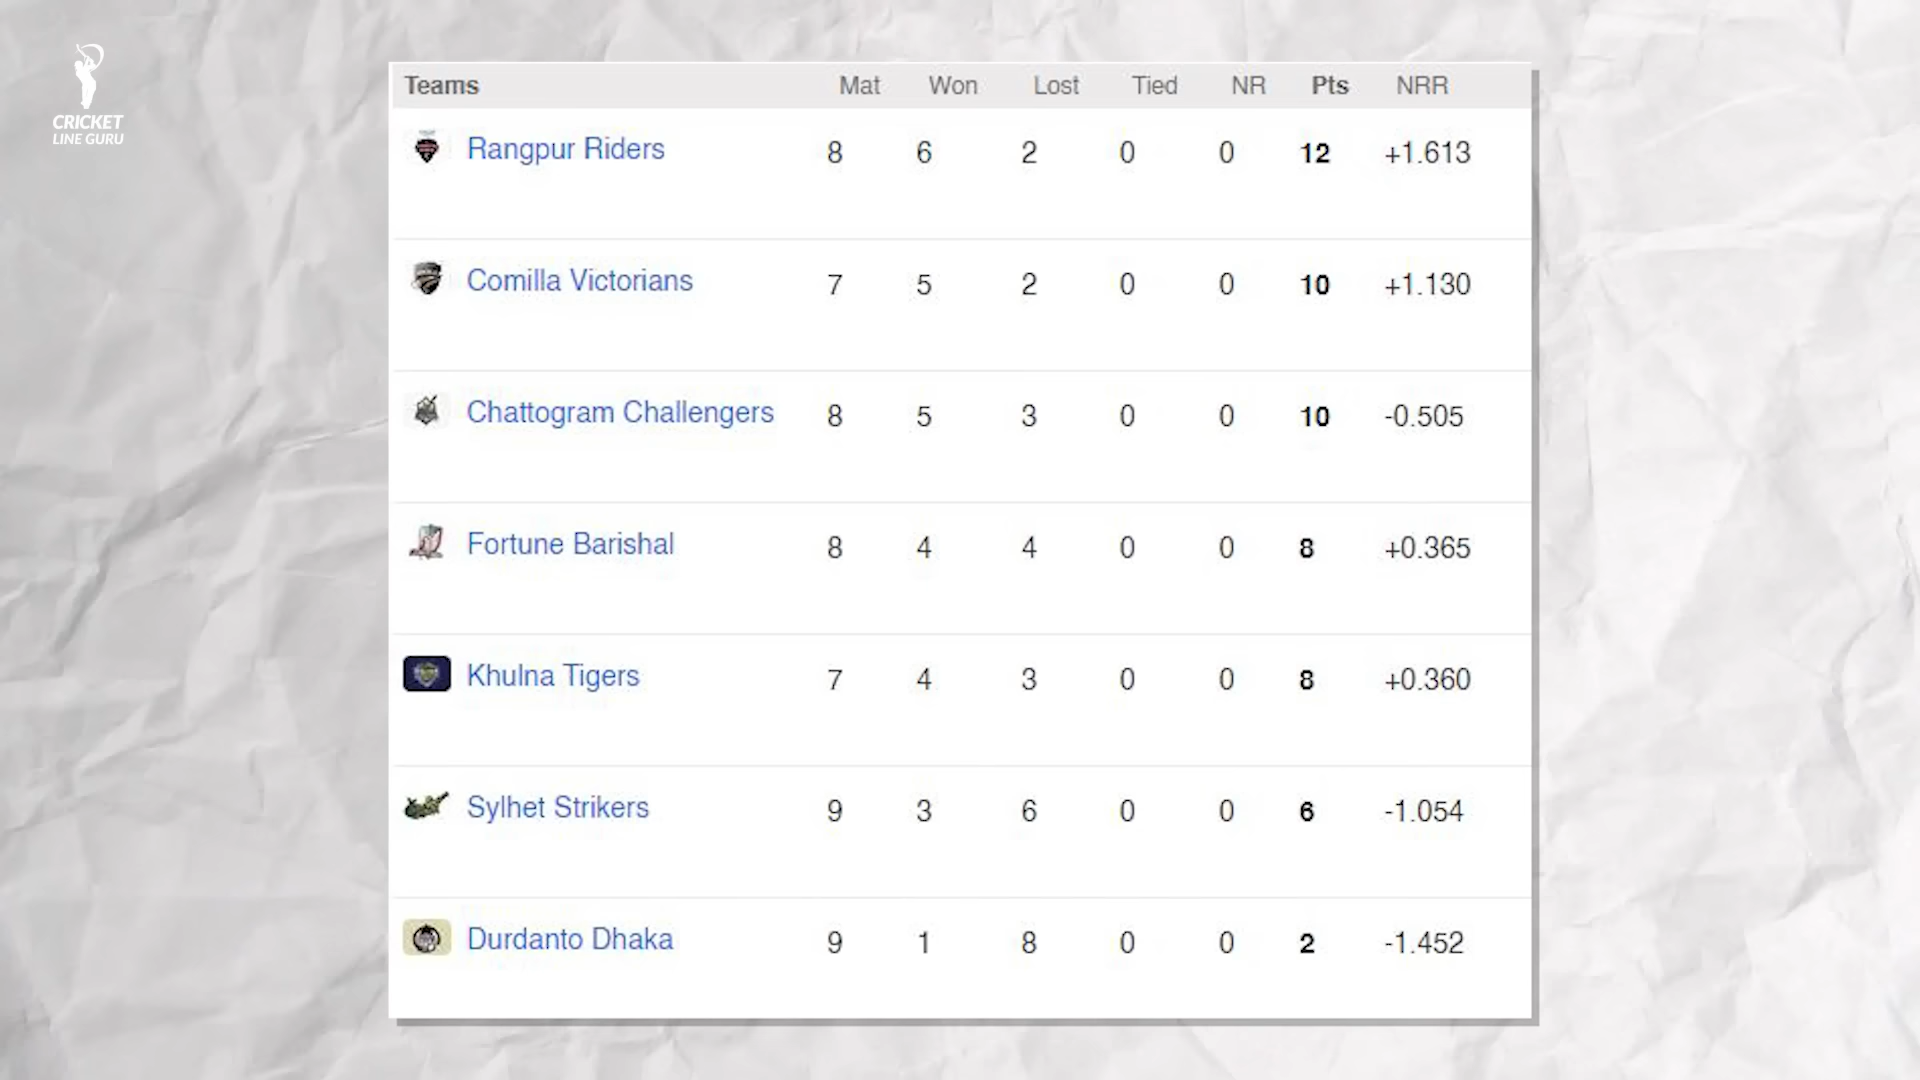 CRICKET
LINE GURU
Teams Mat Won Lost Tied NR Pts NRR
Rangpur Riders 8 6 2 0 0 12 +1.613
Comilla Victorians 7 5 2 0 0 10 +1.130
Chattogram Challengers 8 5 3 0 0 10 -0.505
Fortune Barishal 8 4 4 0 0 8 +0.365
Khulna Tigers 7 4 3 0 0 8 +0.360
Sylhet Strikers 9 3 6 0 0 6 -1.054
Durdanto Dhaka 9 1 8 0 0 2 -1.452